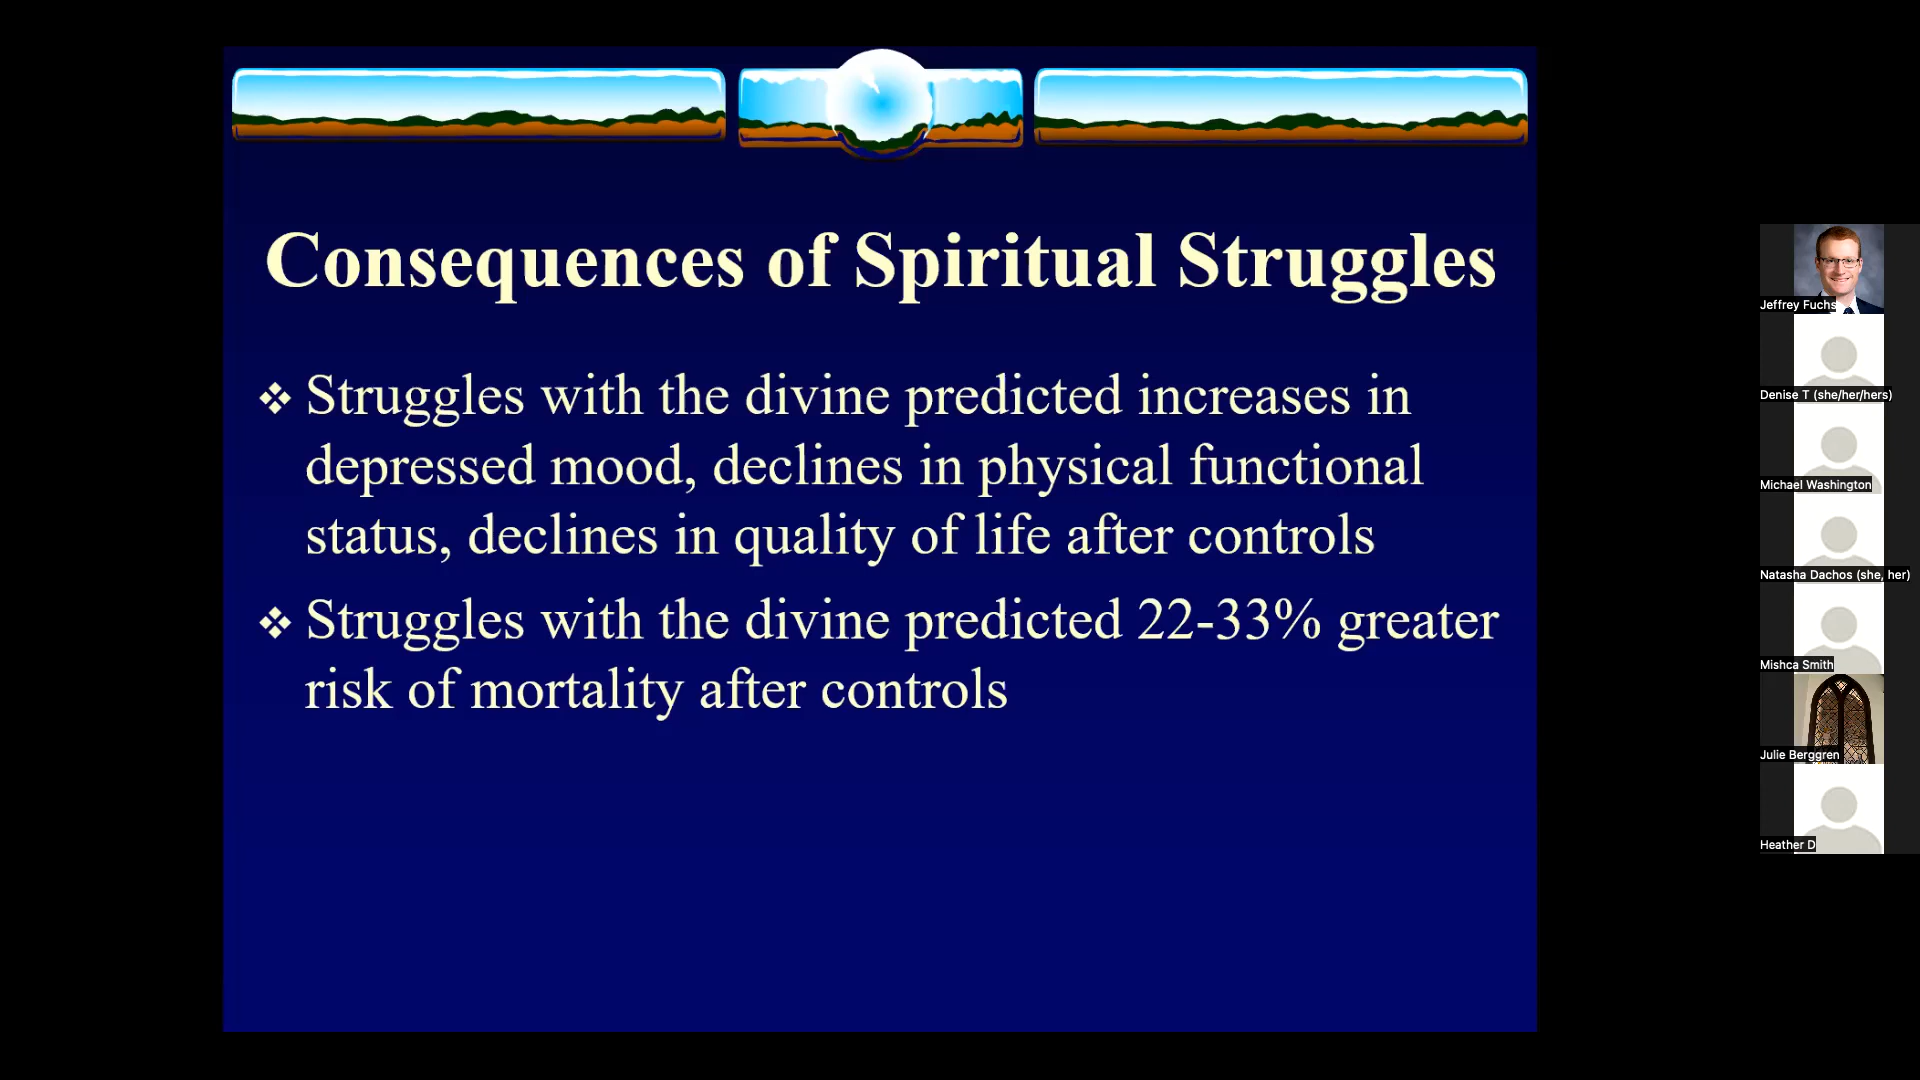 Consequences of Spiritual Struggles
❖ Struggles with the divine predicted increases in
depressed mood, declines in physical functional
status, declines in quality of life after controls
❖ Struggles with the divine predicted 22-33% greater
risk of mortality after controls
Jeffrey Fuchs
Denise T (she/her/hers)
Michael Washington
Natasha Dachos (she, her)
Mishca Smith
Julie Berggren
Heather D